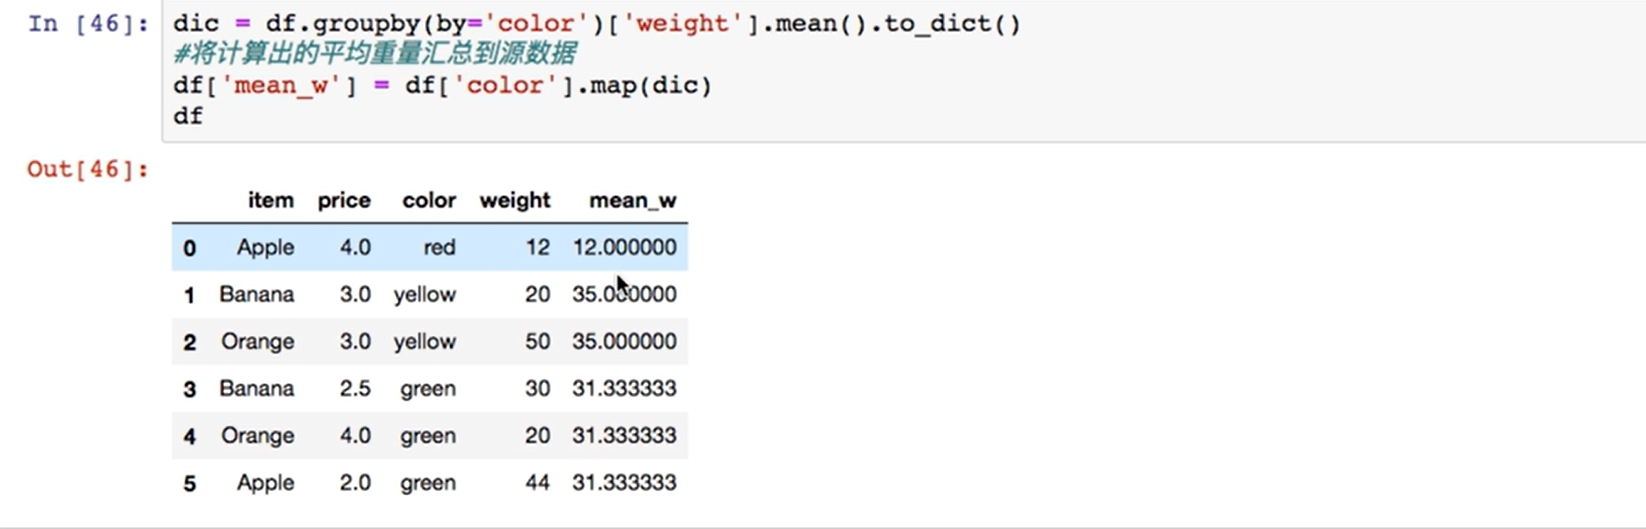 In [46]: dic = df.groupby(by='color')['weight'].mean().to_dict()
#将计算出的平均重量汇总到源数据
df['mean_w'] = df['color'].map(dic)
df
Out[46]:
item price color weight mean_w
0 Apple 4.0 red 12 12.000000
1 Banana 3.0 yellow 20 35.000000
2 Orange 3.0 yellow 50 35.000000
3 Banana 2.5 green 30 31.333333
4 Orange 4.0 green 20 31.333333
5 Apple 2.0 green 44 31.333333